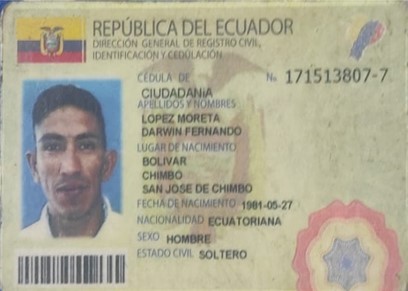 REPÚBLICA DEL ECUADOR
DIRECCIÓN GENERAL DE REGISTRO CIVIL,
IDENTIFICACIÓN Y CEDULACIÓN
CÉDULA DE N. 171513807-7
CIUDADANÍA
APELLIDOS Y NOMBRES
LOPEZ MORETA
DARWIN FERNANDO
LUGAR DE NACIMIENTO
BOLIVAR
CHIMBO
SAN JOSE DE CHIMBO
FECHA DE NACIMIENTO 1981-05-27
NACIONALIDAD ECUATORIANA
SEXO HOMBRE
ESTADO CIVIL SOLTERO